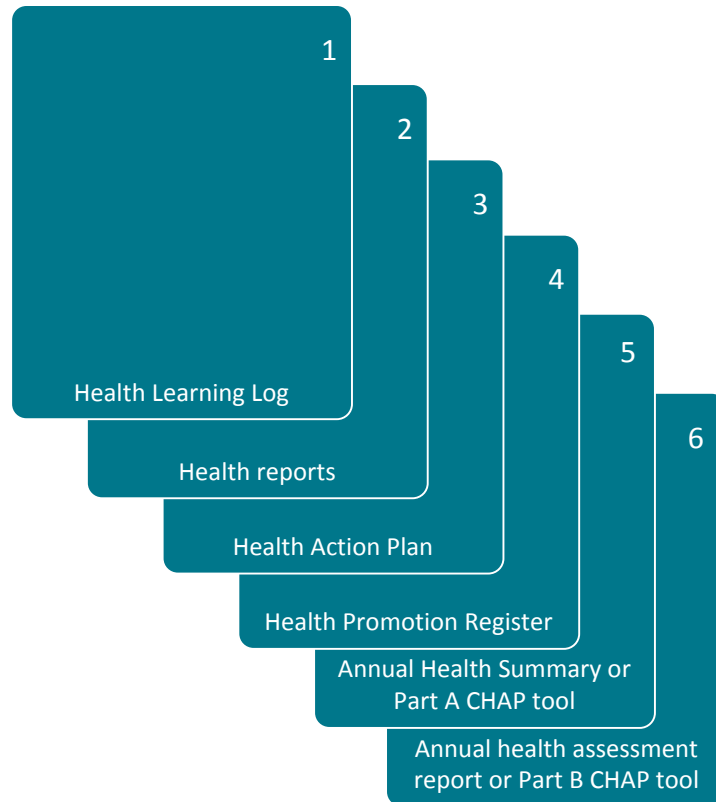 1
Health Learning Log
2
Health reports
3
Health Action Plan
4
Health Promotion Register
5
Annual Health Summary or
Part A CHAP tool
6
Annual health assessment
report or Part B CHAP tool